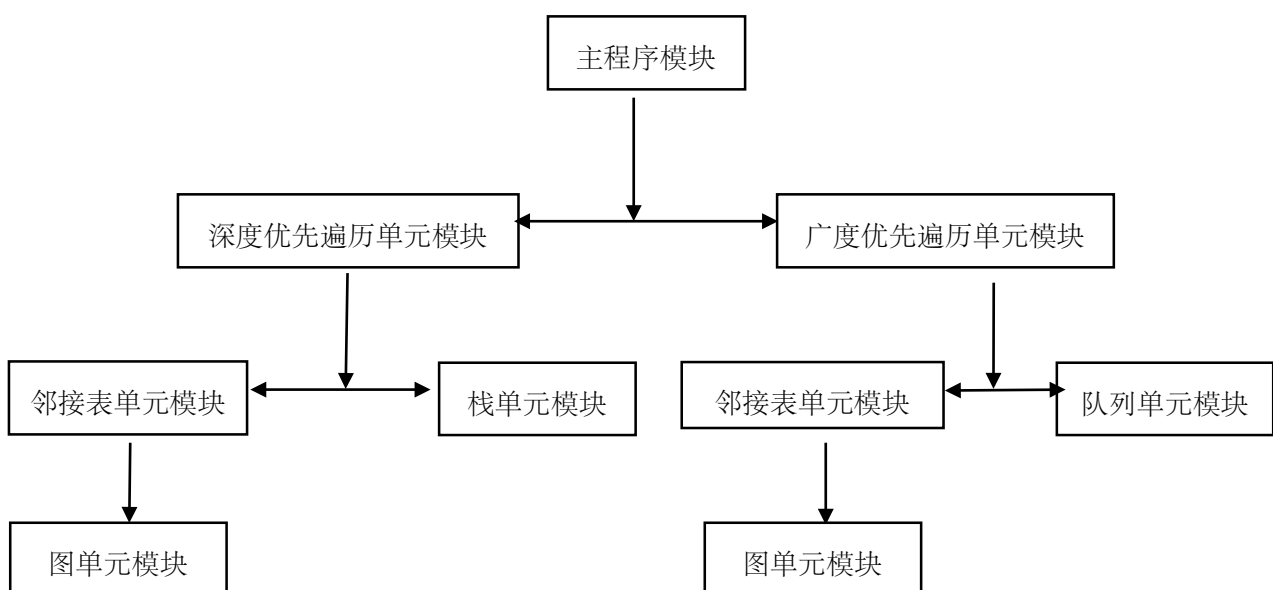 主程序模块
深度优先遍历单元模块
广度优先遍历单元模块
邻接表单元模块
栈单元模块
邻接表单元模块
队列单元模块
图单元模块
图单元模块